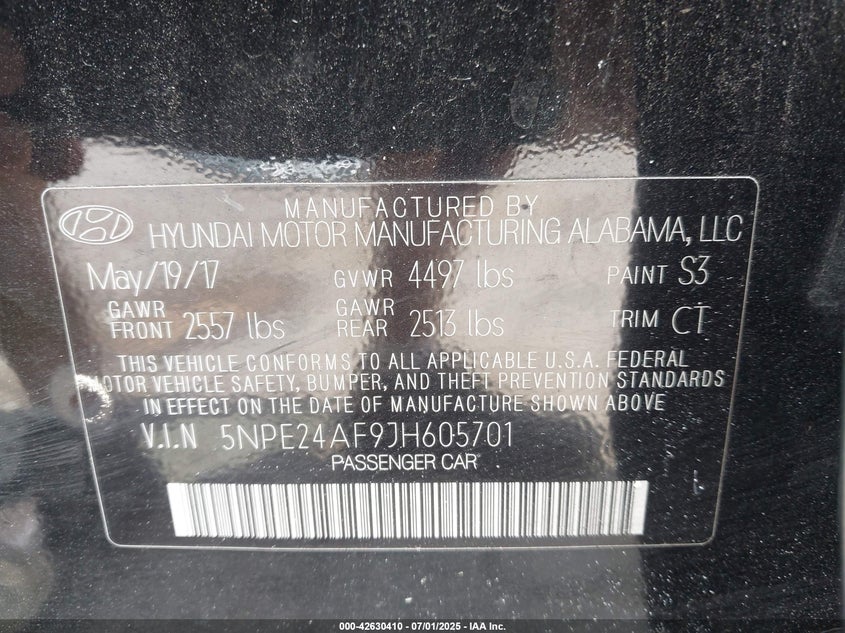 MANUFACTURED BY
HYUNDAI MOTOR MANUFACTURING ALABAMA, LLC
May/19/17 GVWR 4497 lbs PAINT S3
GAWR FRONT 2557 lbs GAWR REAR 2513 lbs TRIM CT
THIS VEHICLE CONFORMS TO ALL APPLICABLE U.S.A. FEDERAL
MOTOR VEHICLE SAFETY, BUMPER, AND THEFT PREVENTION STANDARDS
IN EFFECT ON THE DATE OF MANUFACTURE SHOWN ABOVE
V.I.N 5NPE24AF9JH605701
PASSENGER CAR
000-42630410 - 07/01/2025 - IAA Inc.